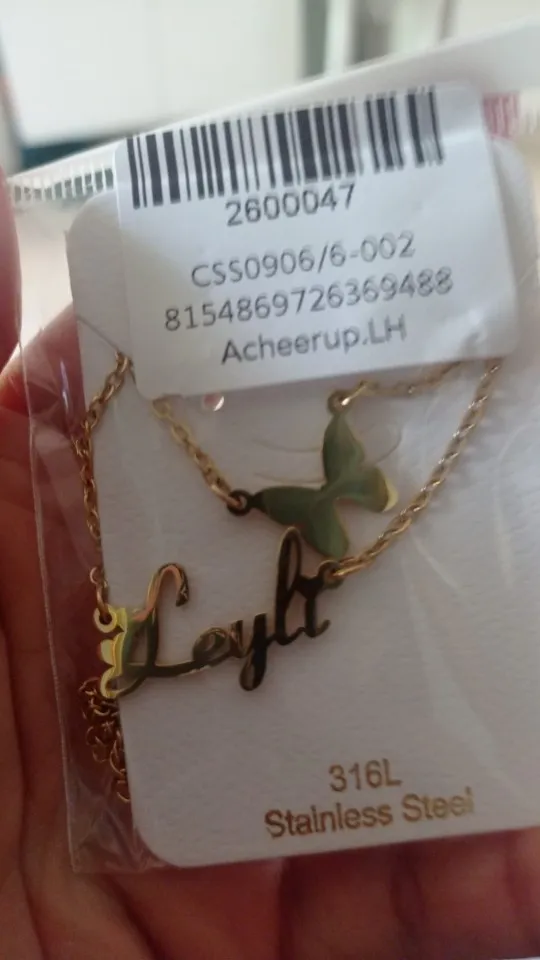 2600047
CSS0906/6-002
8154869726369488
Acheerup.LH
Leyli
316L
Stainless Steel